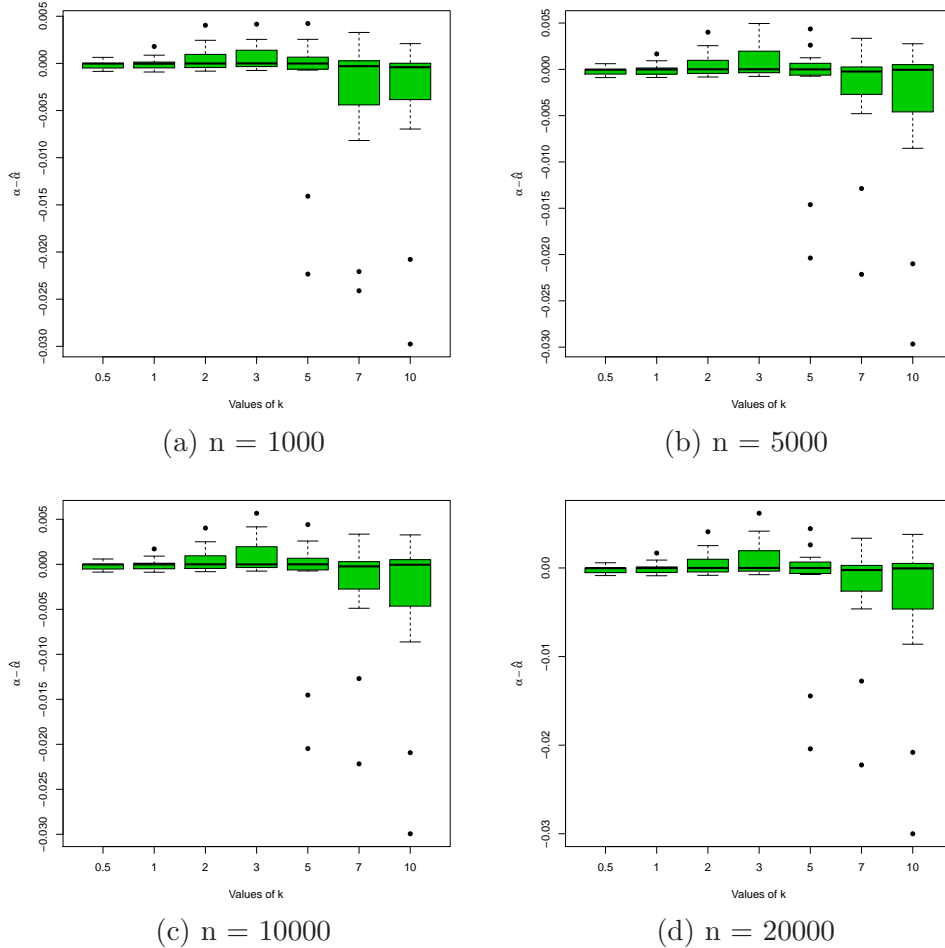 0.005
0.000
−0.005
−0.010
−0.015
−0.020
−0.025
−0.030
α − α̂
0.5 1 2 3 5 7 10
Values of k
(a) n = 1000
0.005
0.000
−0.005
−0.010
−0.015
−0.020
−0.025
−0.030
α − α̂
0.5 1 2 3 5 7 10
Values of k
(b) n = 5000
0.005
0.000
−0.005
−0.010
−0.015
−0.020
−0.025
−0.030
α − α̂
0.5 1 2 3 5 7 10
Values of k
(c) n = 10000
0.00
−0.01
−0.02
−0.03
α − α̂
0.5 1 2 3 5 7 10
Values of k
(d) n = 20000